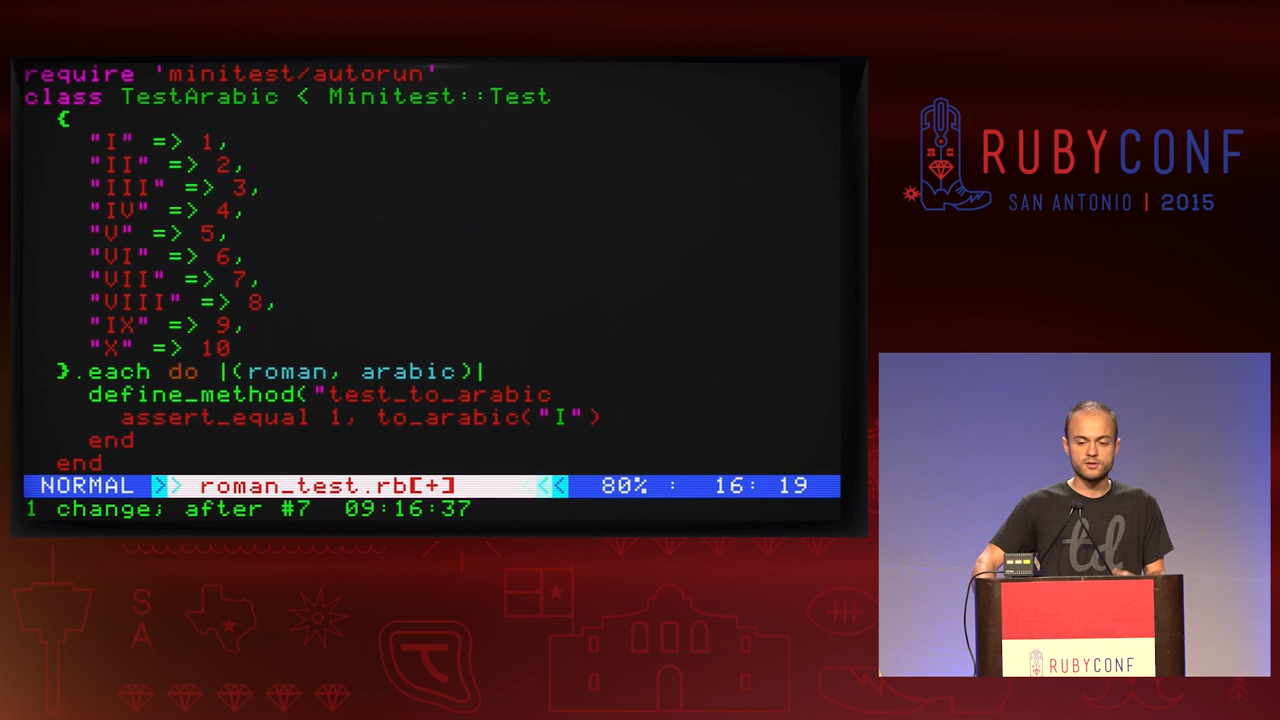 require 'minitest/autorun'
class TestArabic < Minitest::Test
{
"I" => 1,
"II" => 2,
"III" => 3,
"IV" => 4,
"V" => 5,
"VI" => 6,
"VII" => 7,
"VIII" => 8,
"IX" => 9,
"X" => 10
}.each do |(roman, arabic)|
define_method("test_to_arabic
assert_equal 1, to_arabic("I")
end
end
NORMAL >> roman_test.rb[+] << 80% : 16: 19
1 change; after #7 09:16:37
RUBYCONF
SAN ANTONIO | 2015
td
RUBYCONF
S
A